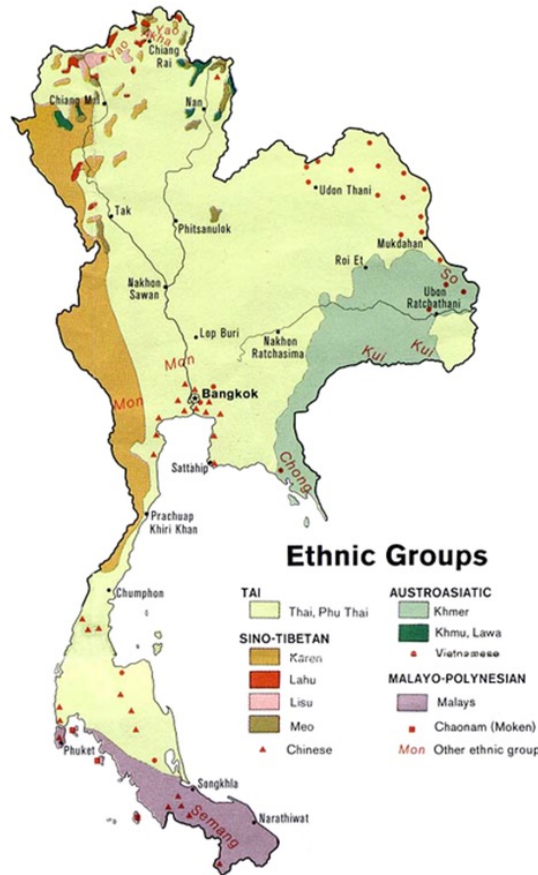 Yao
Yao
Akha
Chiang
Rai
Chiang Mai
Nan
Udon Thani
Tak
Phitsanulok
Mukdahan
Roi Et
So
Nakhon
Sawan
Ubon
Ratchathani
Lop Buri
Nakhon
Ratchasima
Mon
Kui
Kui
Bangkok
Mon
Chong
Sattahip
Prachuap
Khiri Khan
Chumphon
Phuket
Songkhla
Semang
Narathiwat
Ethnic Groups
TAI
Thai, Phu Thai
SINO-TIBETAN
Karen
Lahu
Lisu
Meo
Chinese
AUSTROASIATIC
Khmer
Khmu, Lawa
Vietnamese
MALAYO-POLYNESIAN
Malays
Chaonam (Moken)
Mon Other ethnic group